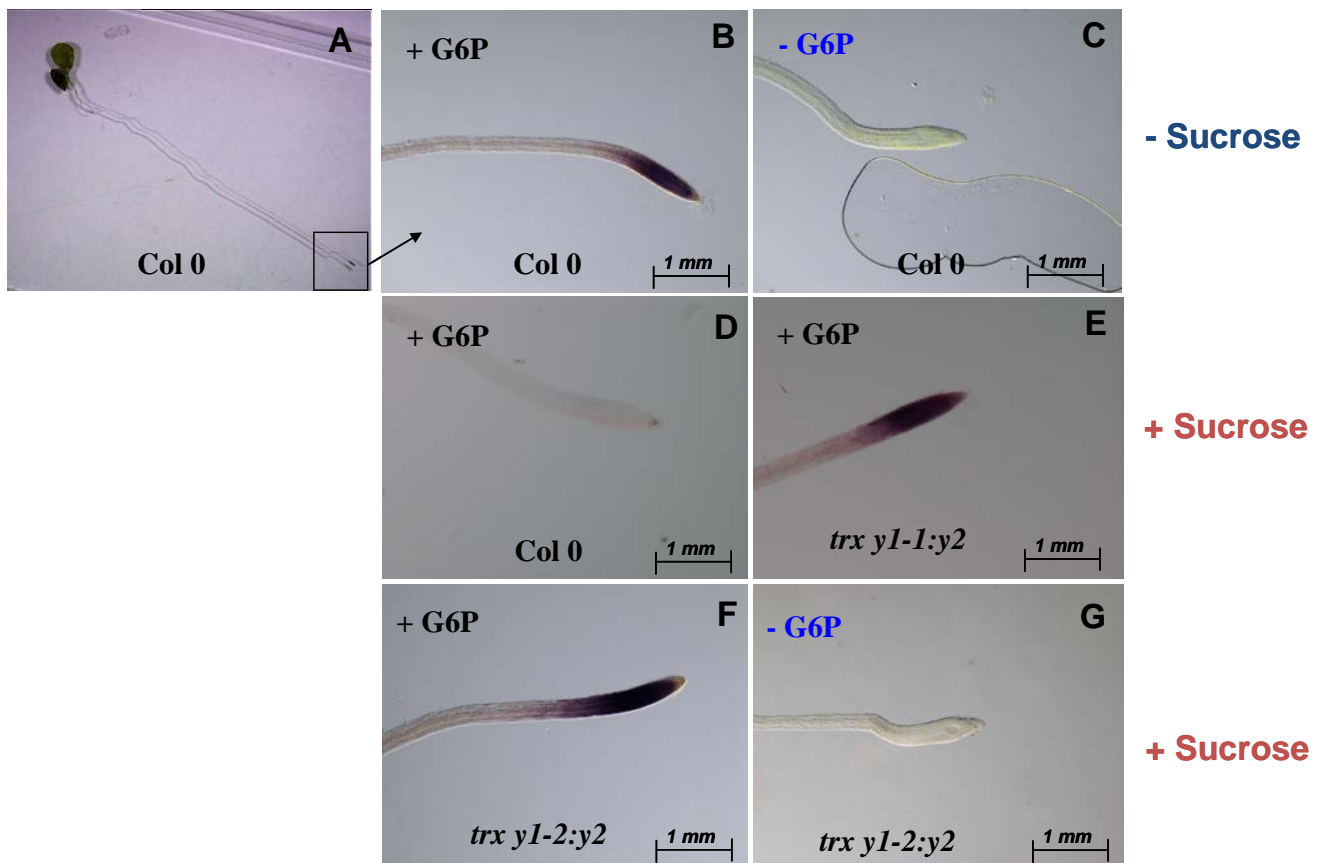 A
Col 0
+ G6P
B
Col 0
1 mm
- G6P
C
Col 0
1 mm
- Sucrose
+ G6P
D
Col 0
1 mm
+ G6P
E
trx y1-1:y2
1 mm
+ Sucrose
+ G6P
F
trx y1-2:y2
1 mm
- G6P
G
trx y1-2:y2
1 mm
+ Sucrose